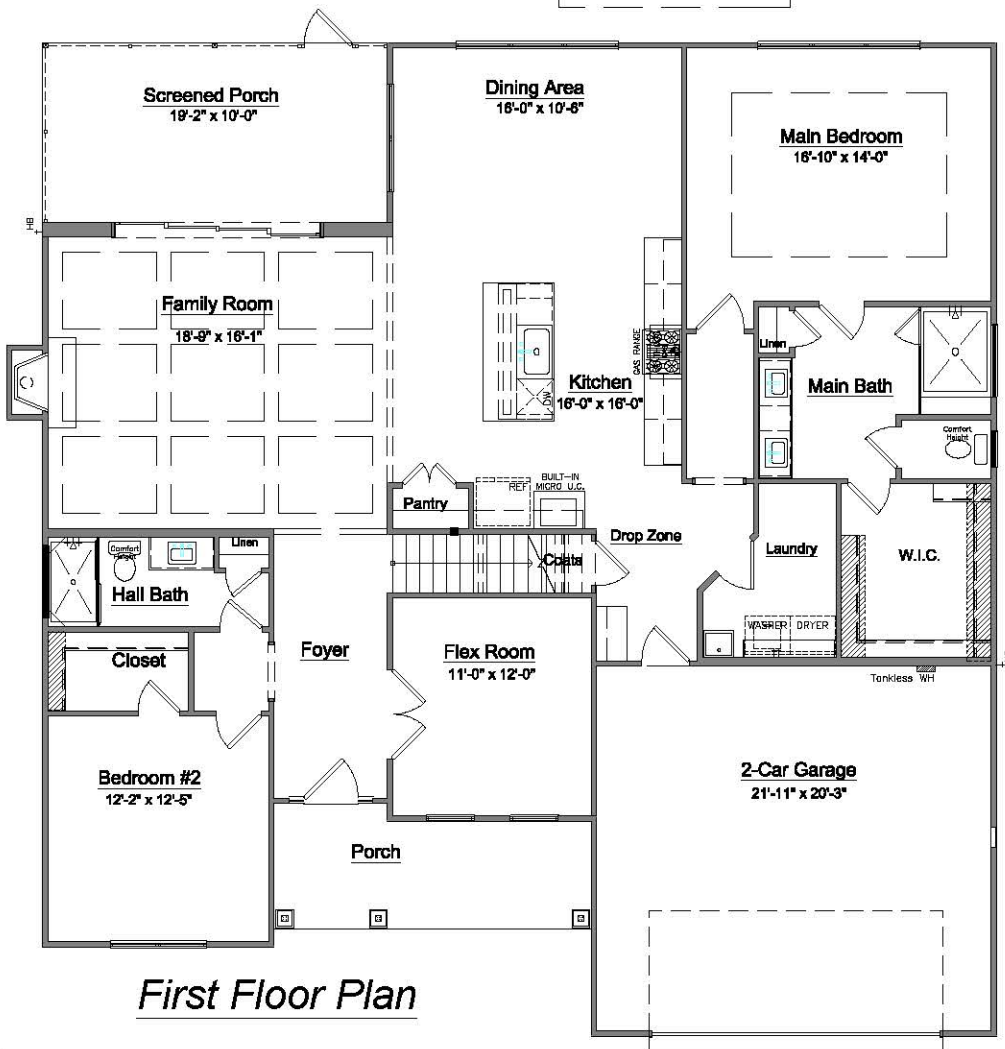 Screened Porch
19'-2" x 10'-0"
Dining Area
16'-0" x 10'-6"
Main Bedroom
16'-10" x 14'-0"
HB
Family Room
18'-9" x 16'-1"
GAS RANGE
Linen
Main Bath
DW
Kitchen
16'-0" x 16'-0"
Comfort
Height
Pantry
REF
BUILT-IN
MICRO U.C.
Drop Zone
Laundry
W.I.C.
Linen
Comfort
Height
Hall Bath
Coats
Closet
Foyer
Flex Room
11'-0" x 12'-0"
WASHER DRYER
Tankless WH
Bedroom #2
12'-2" x 12'-5"
2-Car Garage
21'-11" x 20'-3"
Porch
First Floor Plan